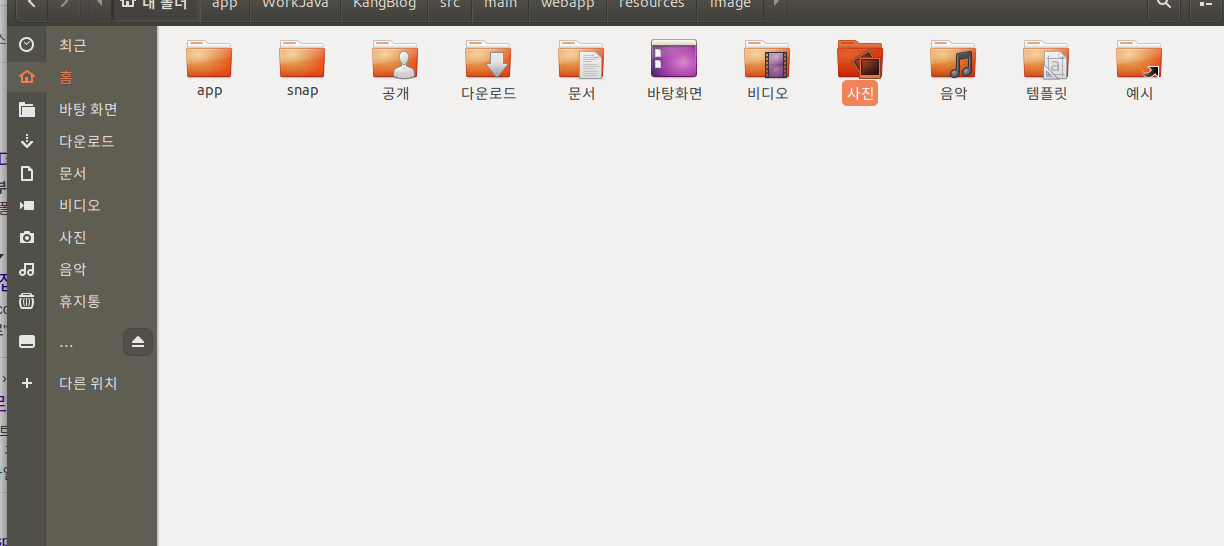 내 폴더 app WorkJava KangBlog src main webapp resources image
최근
홈
바탕 화면
다운로드
문서
비디오
사진
음악
휴지통
...
다른 위치
app snap 공개 다운로드 문서 바탕화면 비디오 사진 음악 템플릿 예시